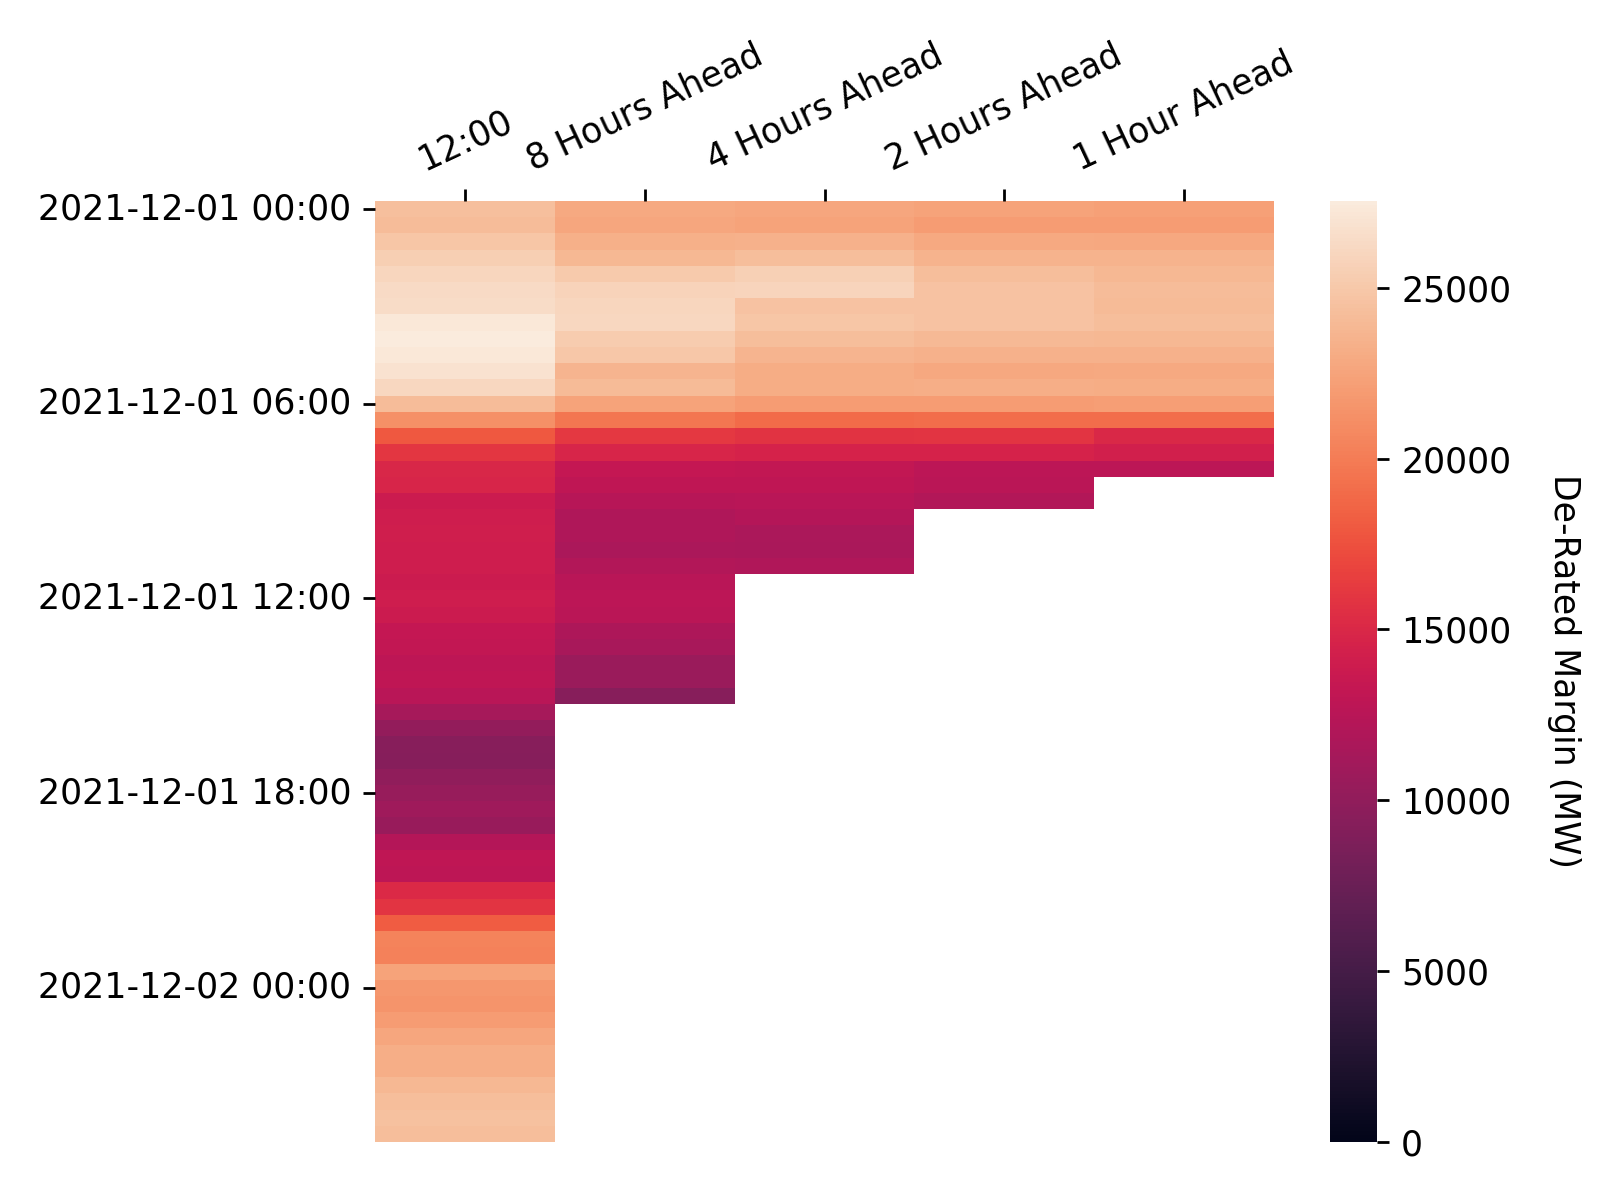 12:00
8 Hours Ahead
4 Hours Ahead
2 Hours Ahead
1 Hour Ahead
2021-12-01 00:00
2021-12-01 06:00
2021-12-01 12:00
2021-12-01 18:00
2021-12-02 00:00
25000
20000
15000
10000
5000
0
De-Rated Margin (MW)